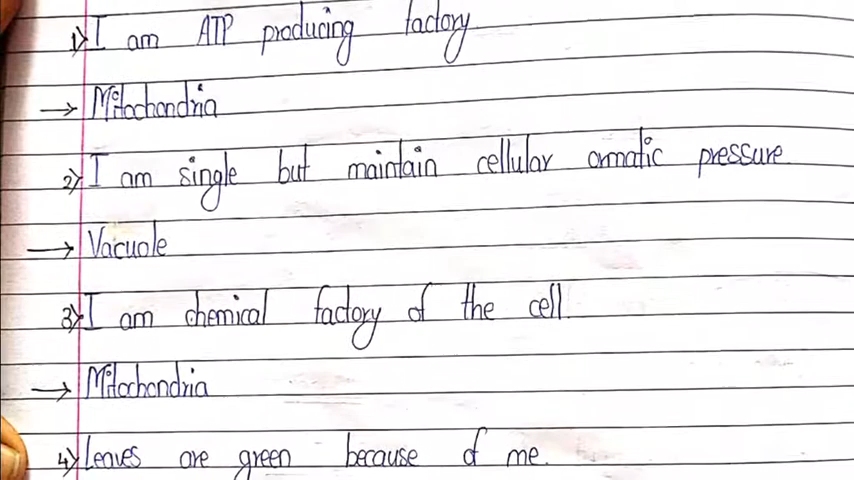 1) I am ATP producing factory
→ Mitochondria
2) I am single but maintain cellular ormatic pressure
→ Vacuole
3) I am chemical factory of the cell
→ Mitochondria
4) Leaves are green because of me.